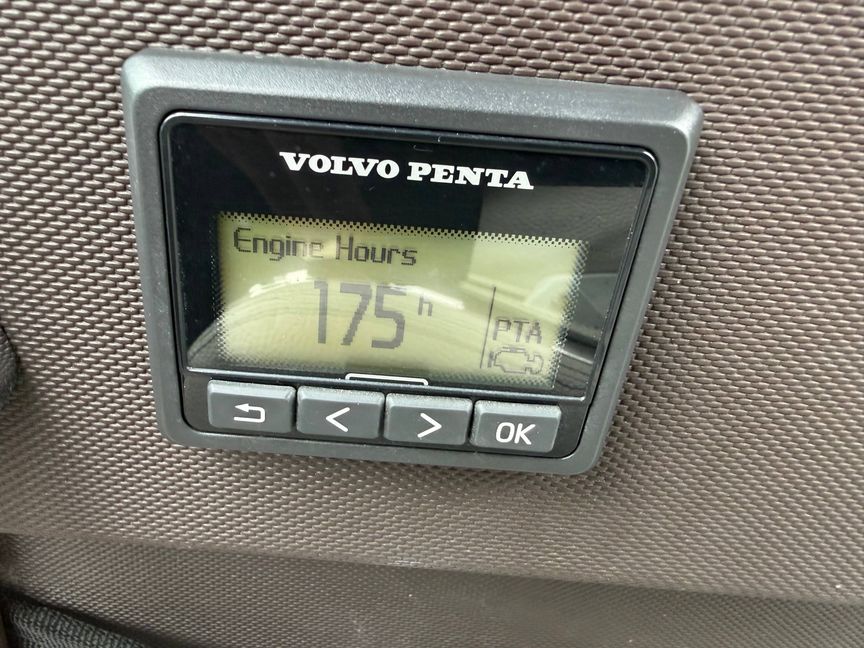 VOLVO PENTA
Engine Hours
175 h
PTA
< > OK